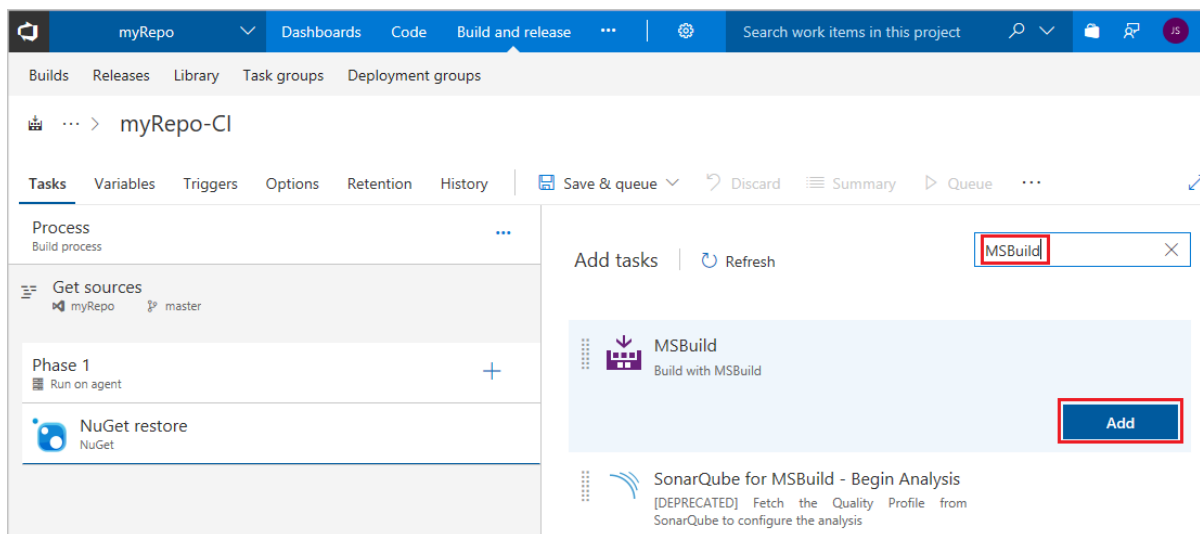 myRepo Dashboards Code Build and release ··· Search work items in this project JS
Builds Releases Library Task groups Deployment groups
··· > myRepo-CI
Tasks Variables Triggers Options Retention History Save & queue Discard Summary Queue ···
Process ···
Build process
Get sources
myRepo master
Phase 1
Run on agent
NuGet restore
NuGet
Add tasks Refresh MSBuild
MSBuild
Build with MSBuild
Add
SonarQube for MSBuild - Begin Analysis
[DEPRECATED] Fetch the Quality Profile from
SonarQube to configure the analysis